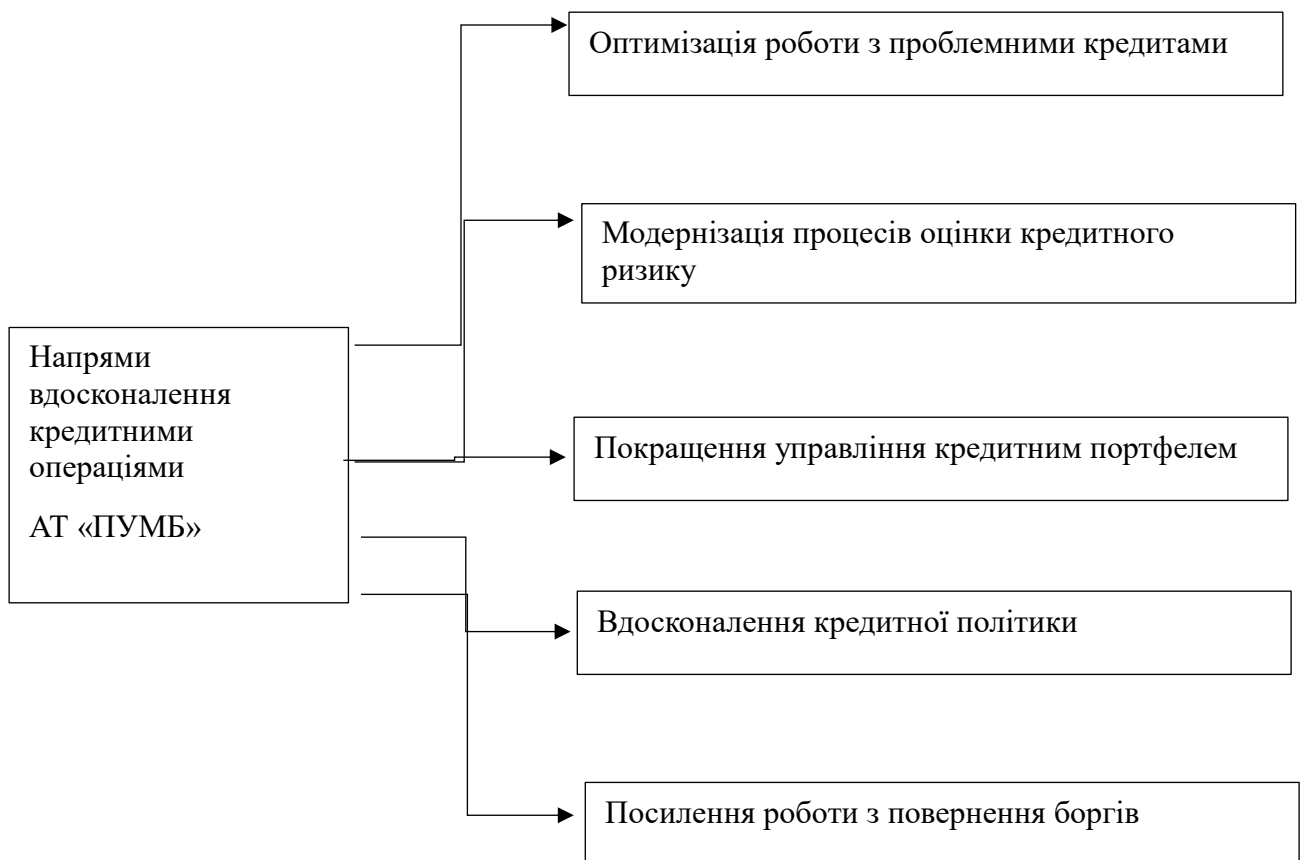 Оптимізація роботи з проблемними кредитами
Модернізація процесів оцінки кредитного
ризику
Напрями
вдосконалення
кредитними
операціями
АТ «ПУМБ»
Покращення управління кредитним портфелем
Вдосконалення кредитної політики
Посилення роботи з повернення боргів